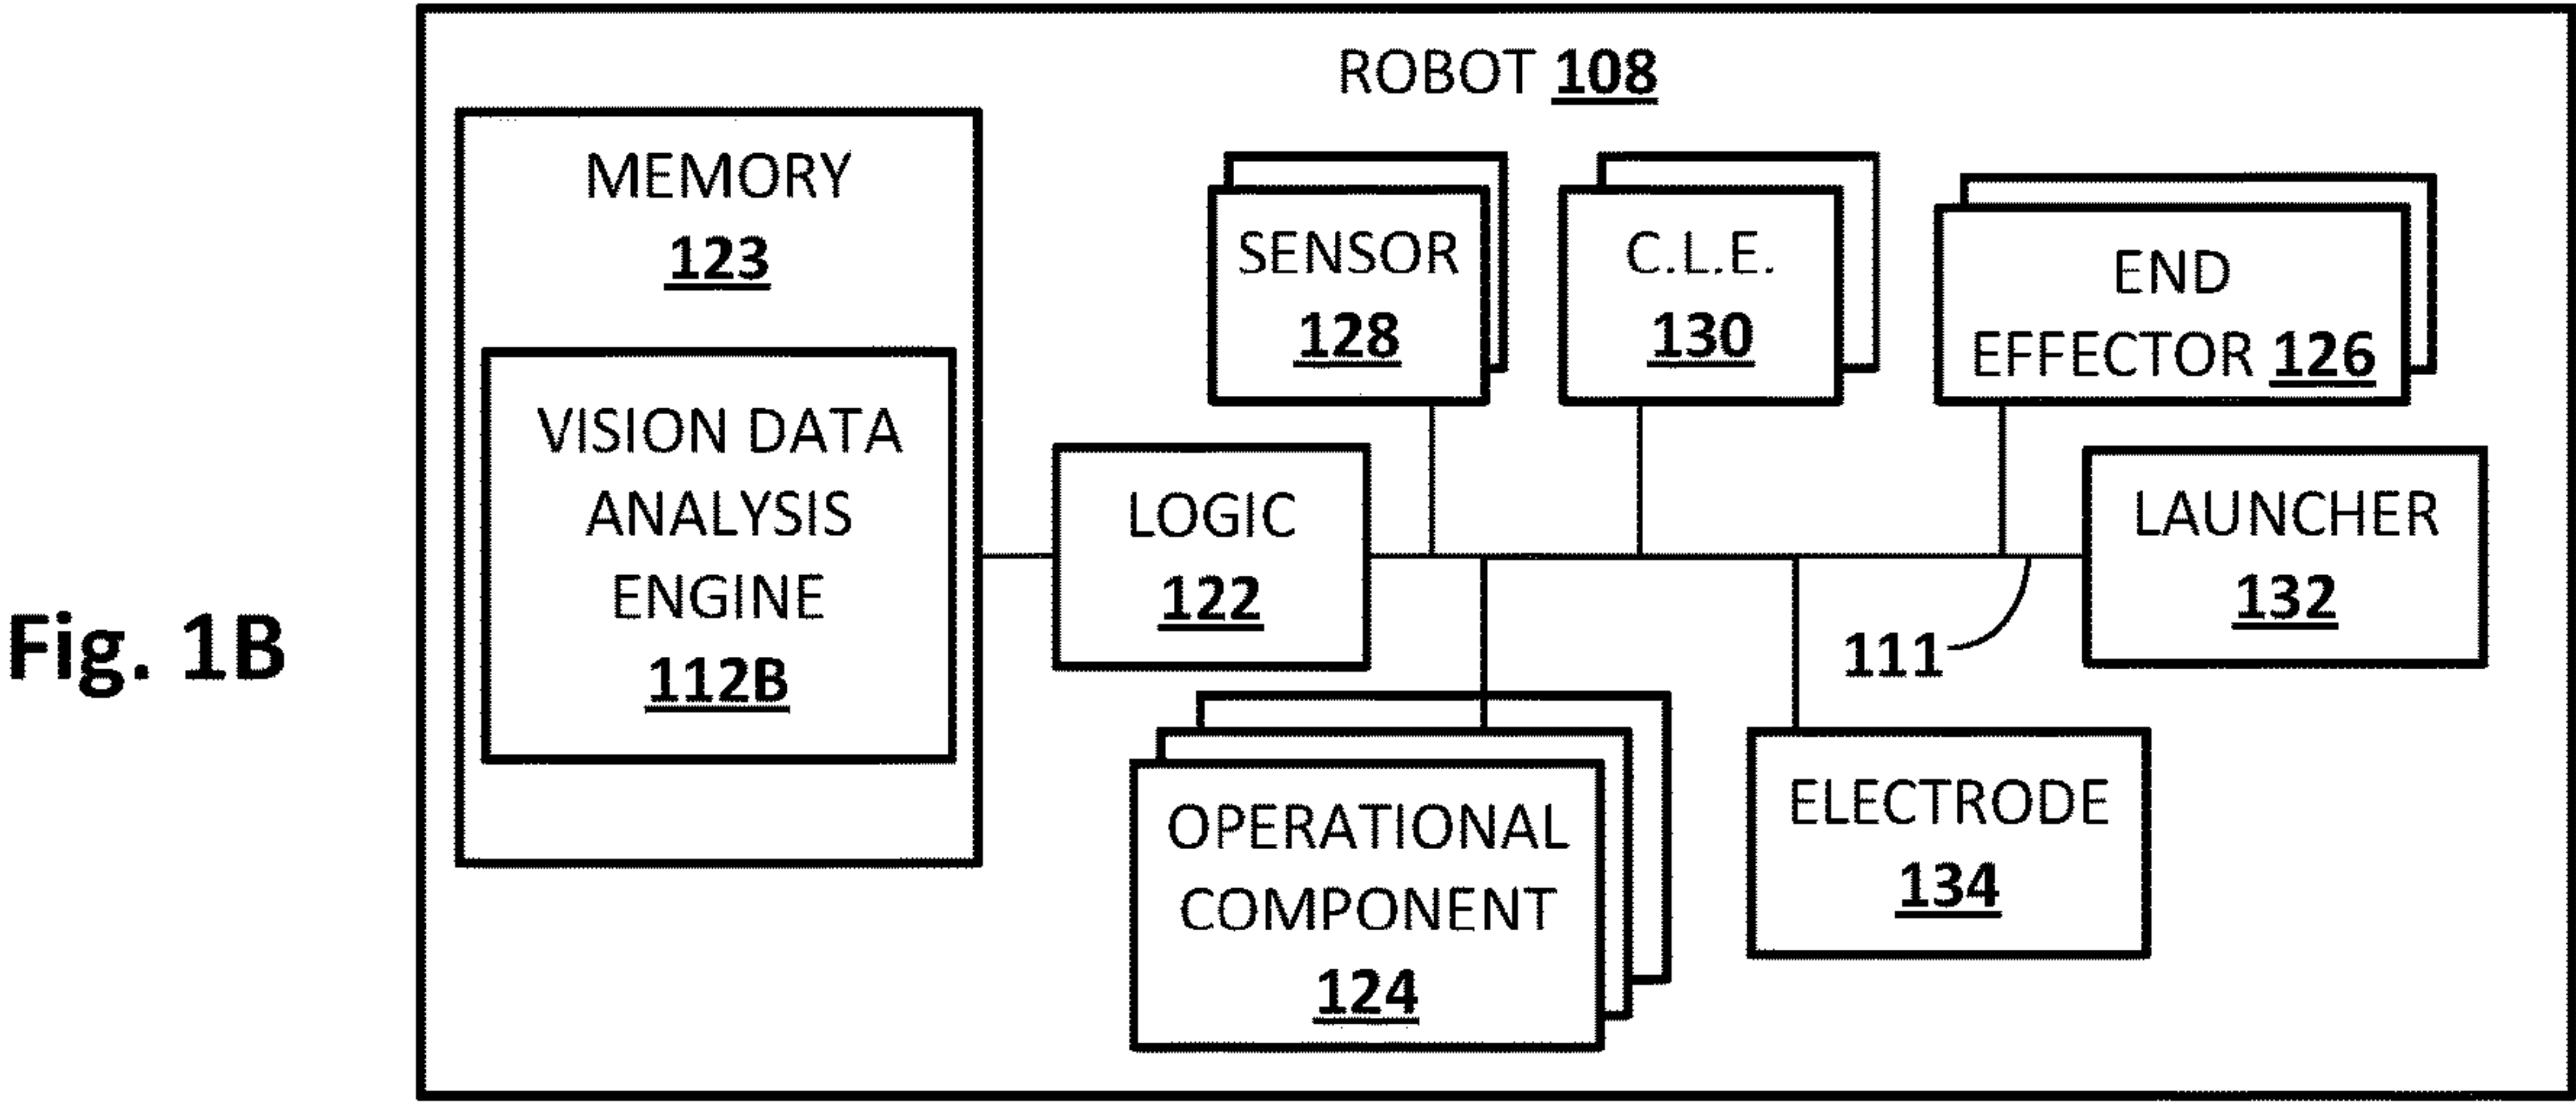 ROBOT 108
MEMORY
123
VISION DATA
ANALYSIS
ENGINE
112B
LOGIC
122
SENSOR
128
C.L.E.
130
END
EFFECTOR 126
LAUNCHER
132
111
OPERATIONAL
COMPONENT
124
ELECTRODE
134
Fig. 1B